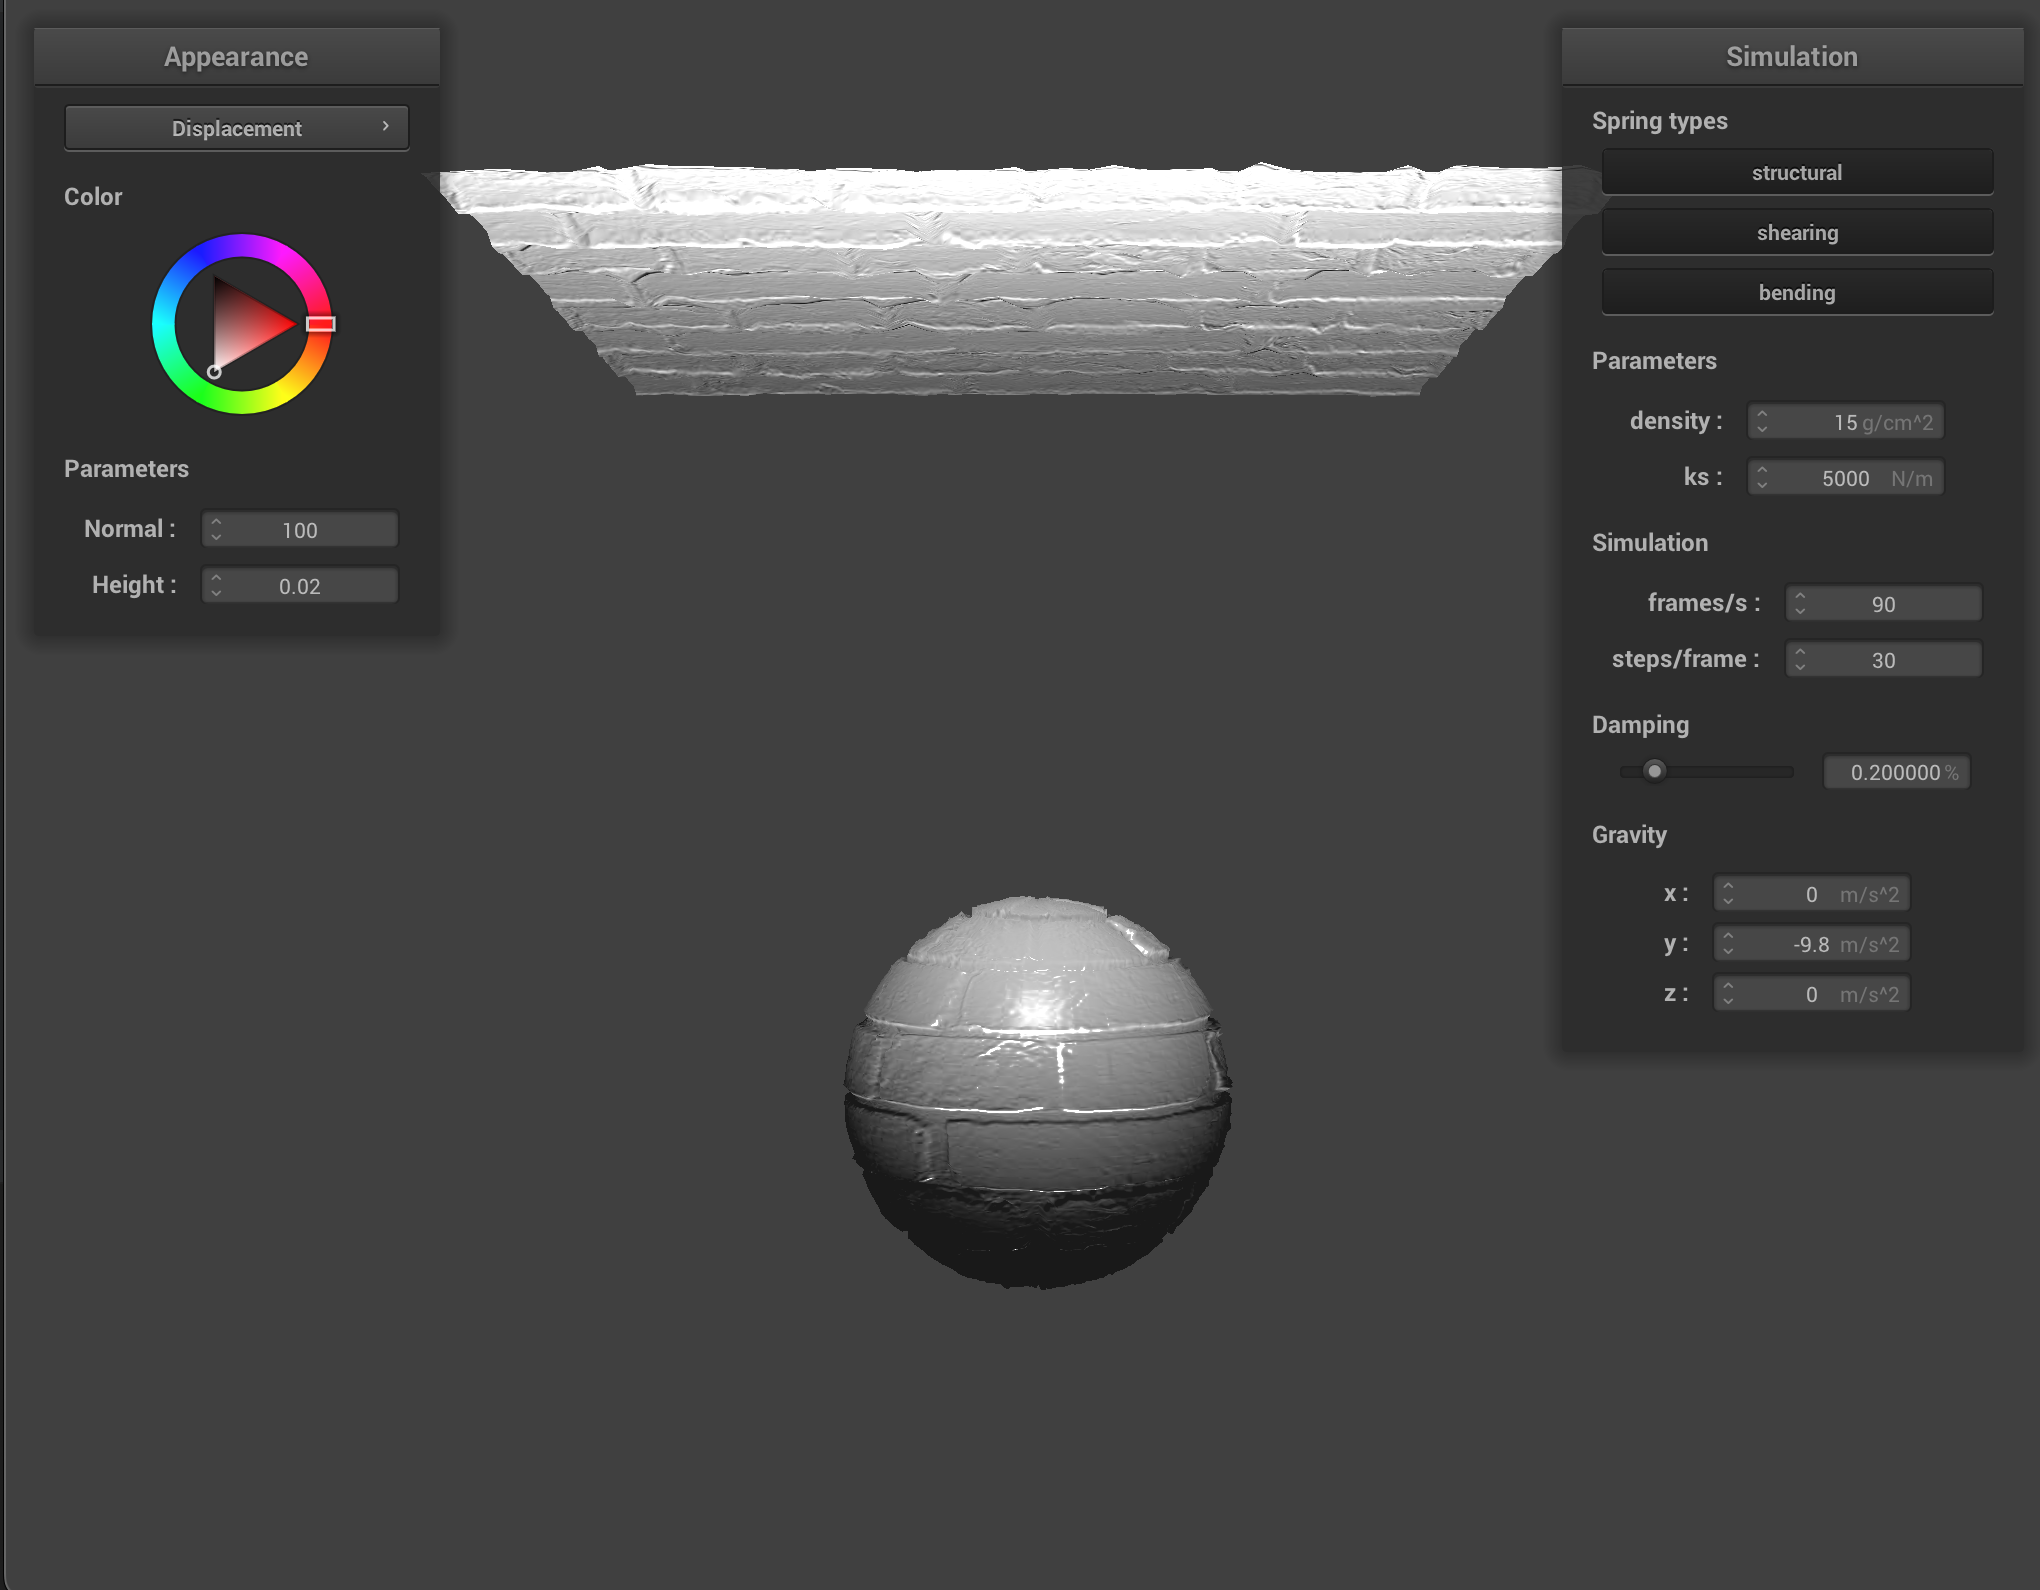 Appearance
Displacement
Color
Parameters
Normal : 100
Height : 0.02
Simulation
Spring types
structural
shearing
bending
Parameters
density : 15 g/cm^2
ks : 5000 N/m
Simulation
frames/s : 90
steps/frame : 30
Damping
0.200000 %
Gravity
x : 0 m/s^2
y : -9.8 m/s^2
z : 0 m/s^2